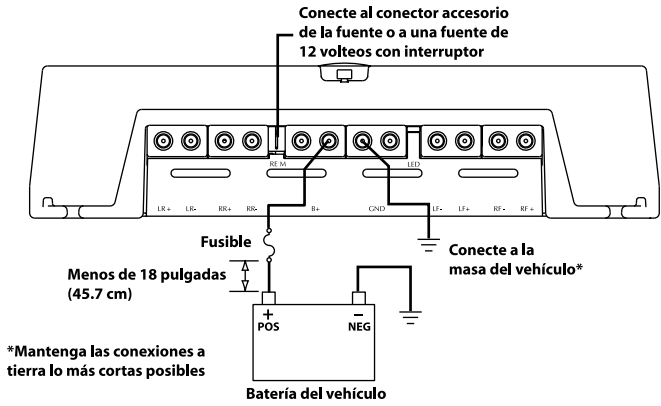 Conecte al conector accesorio
de la fuente o a una fuente de
12 volteos con interruptor
RE M
LED
LR + LR- RR+ RR- B+ GND LF- LF+ RF - RF +
Fusible
Conecte a la
masa del vehículo*
Menos de 18 pulgadas
(45.7 cm)
+ –
POS NEG
*Mantenga las conexiones a
tierra lo más cortas posibles
Batería del vehículo